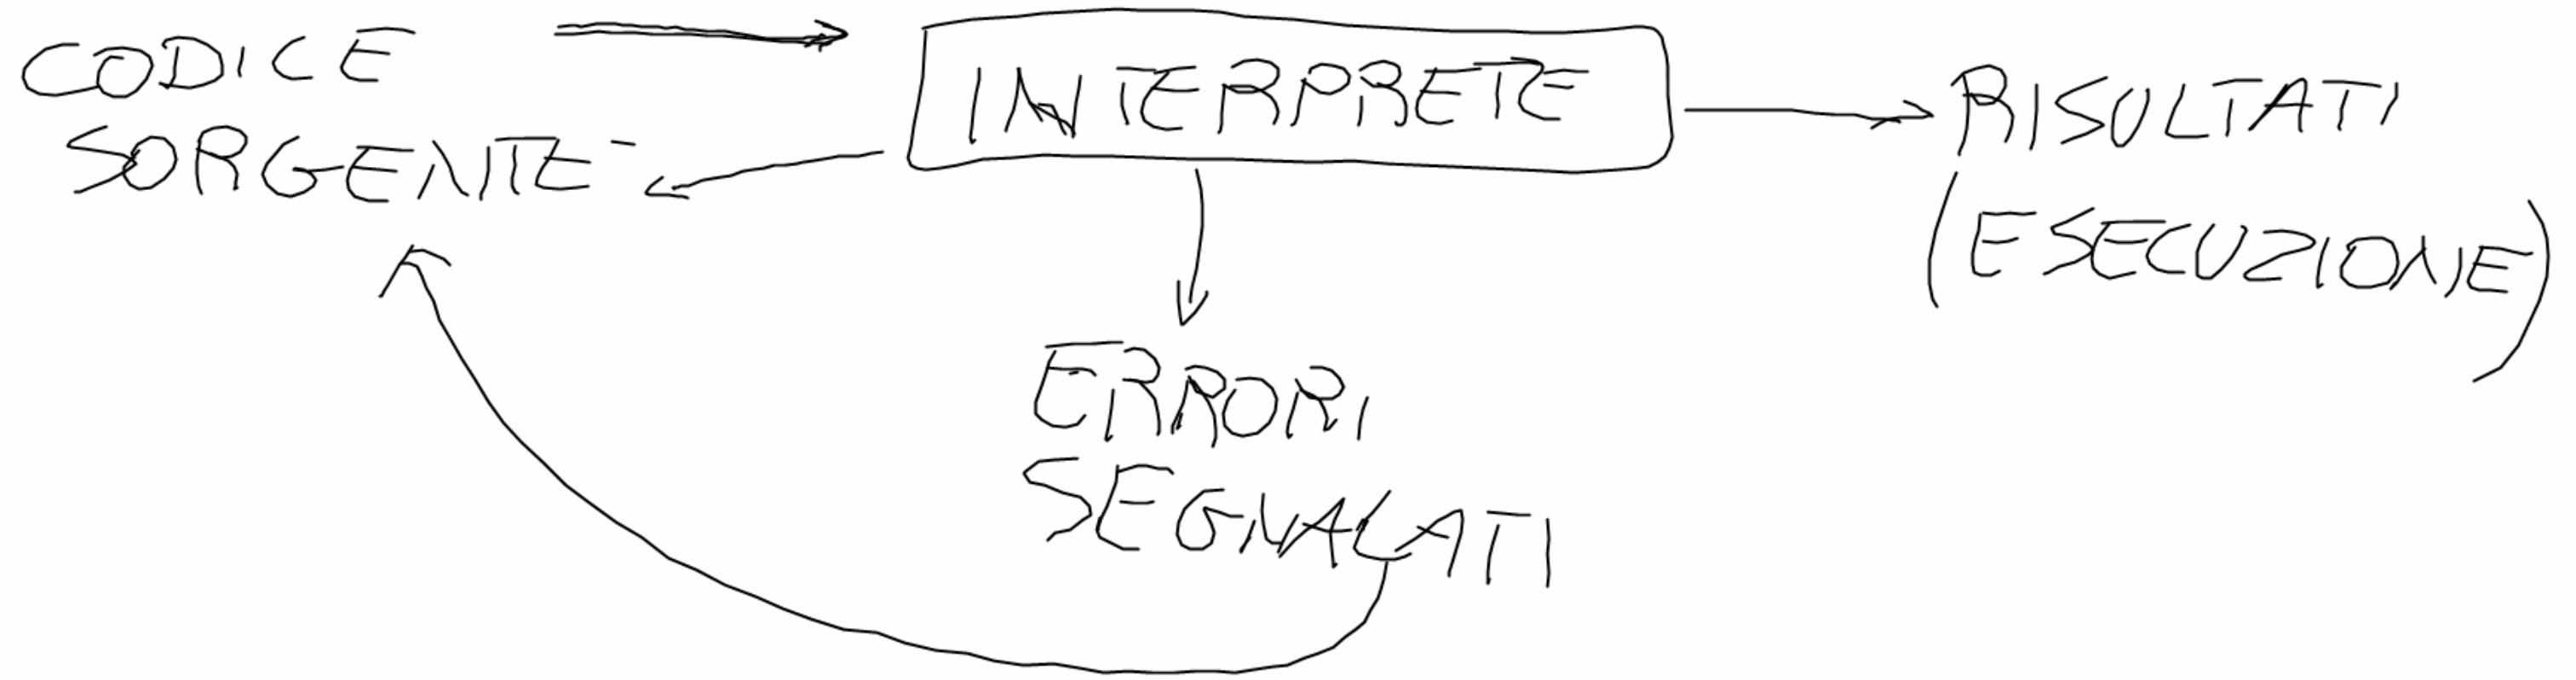 CODICE
SORGENTE
INTERPRETE
RISULTATI
(ESECUZIONE)
ERRORI
SEGNALATI